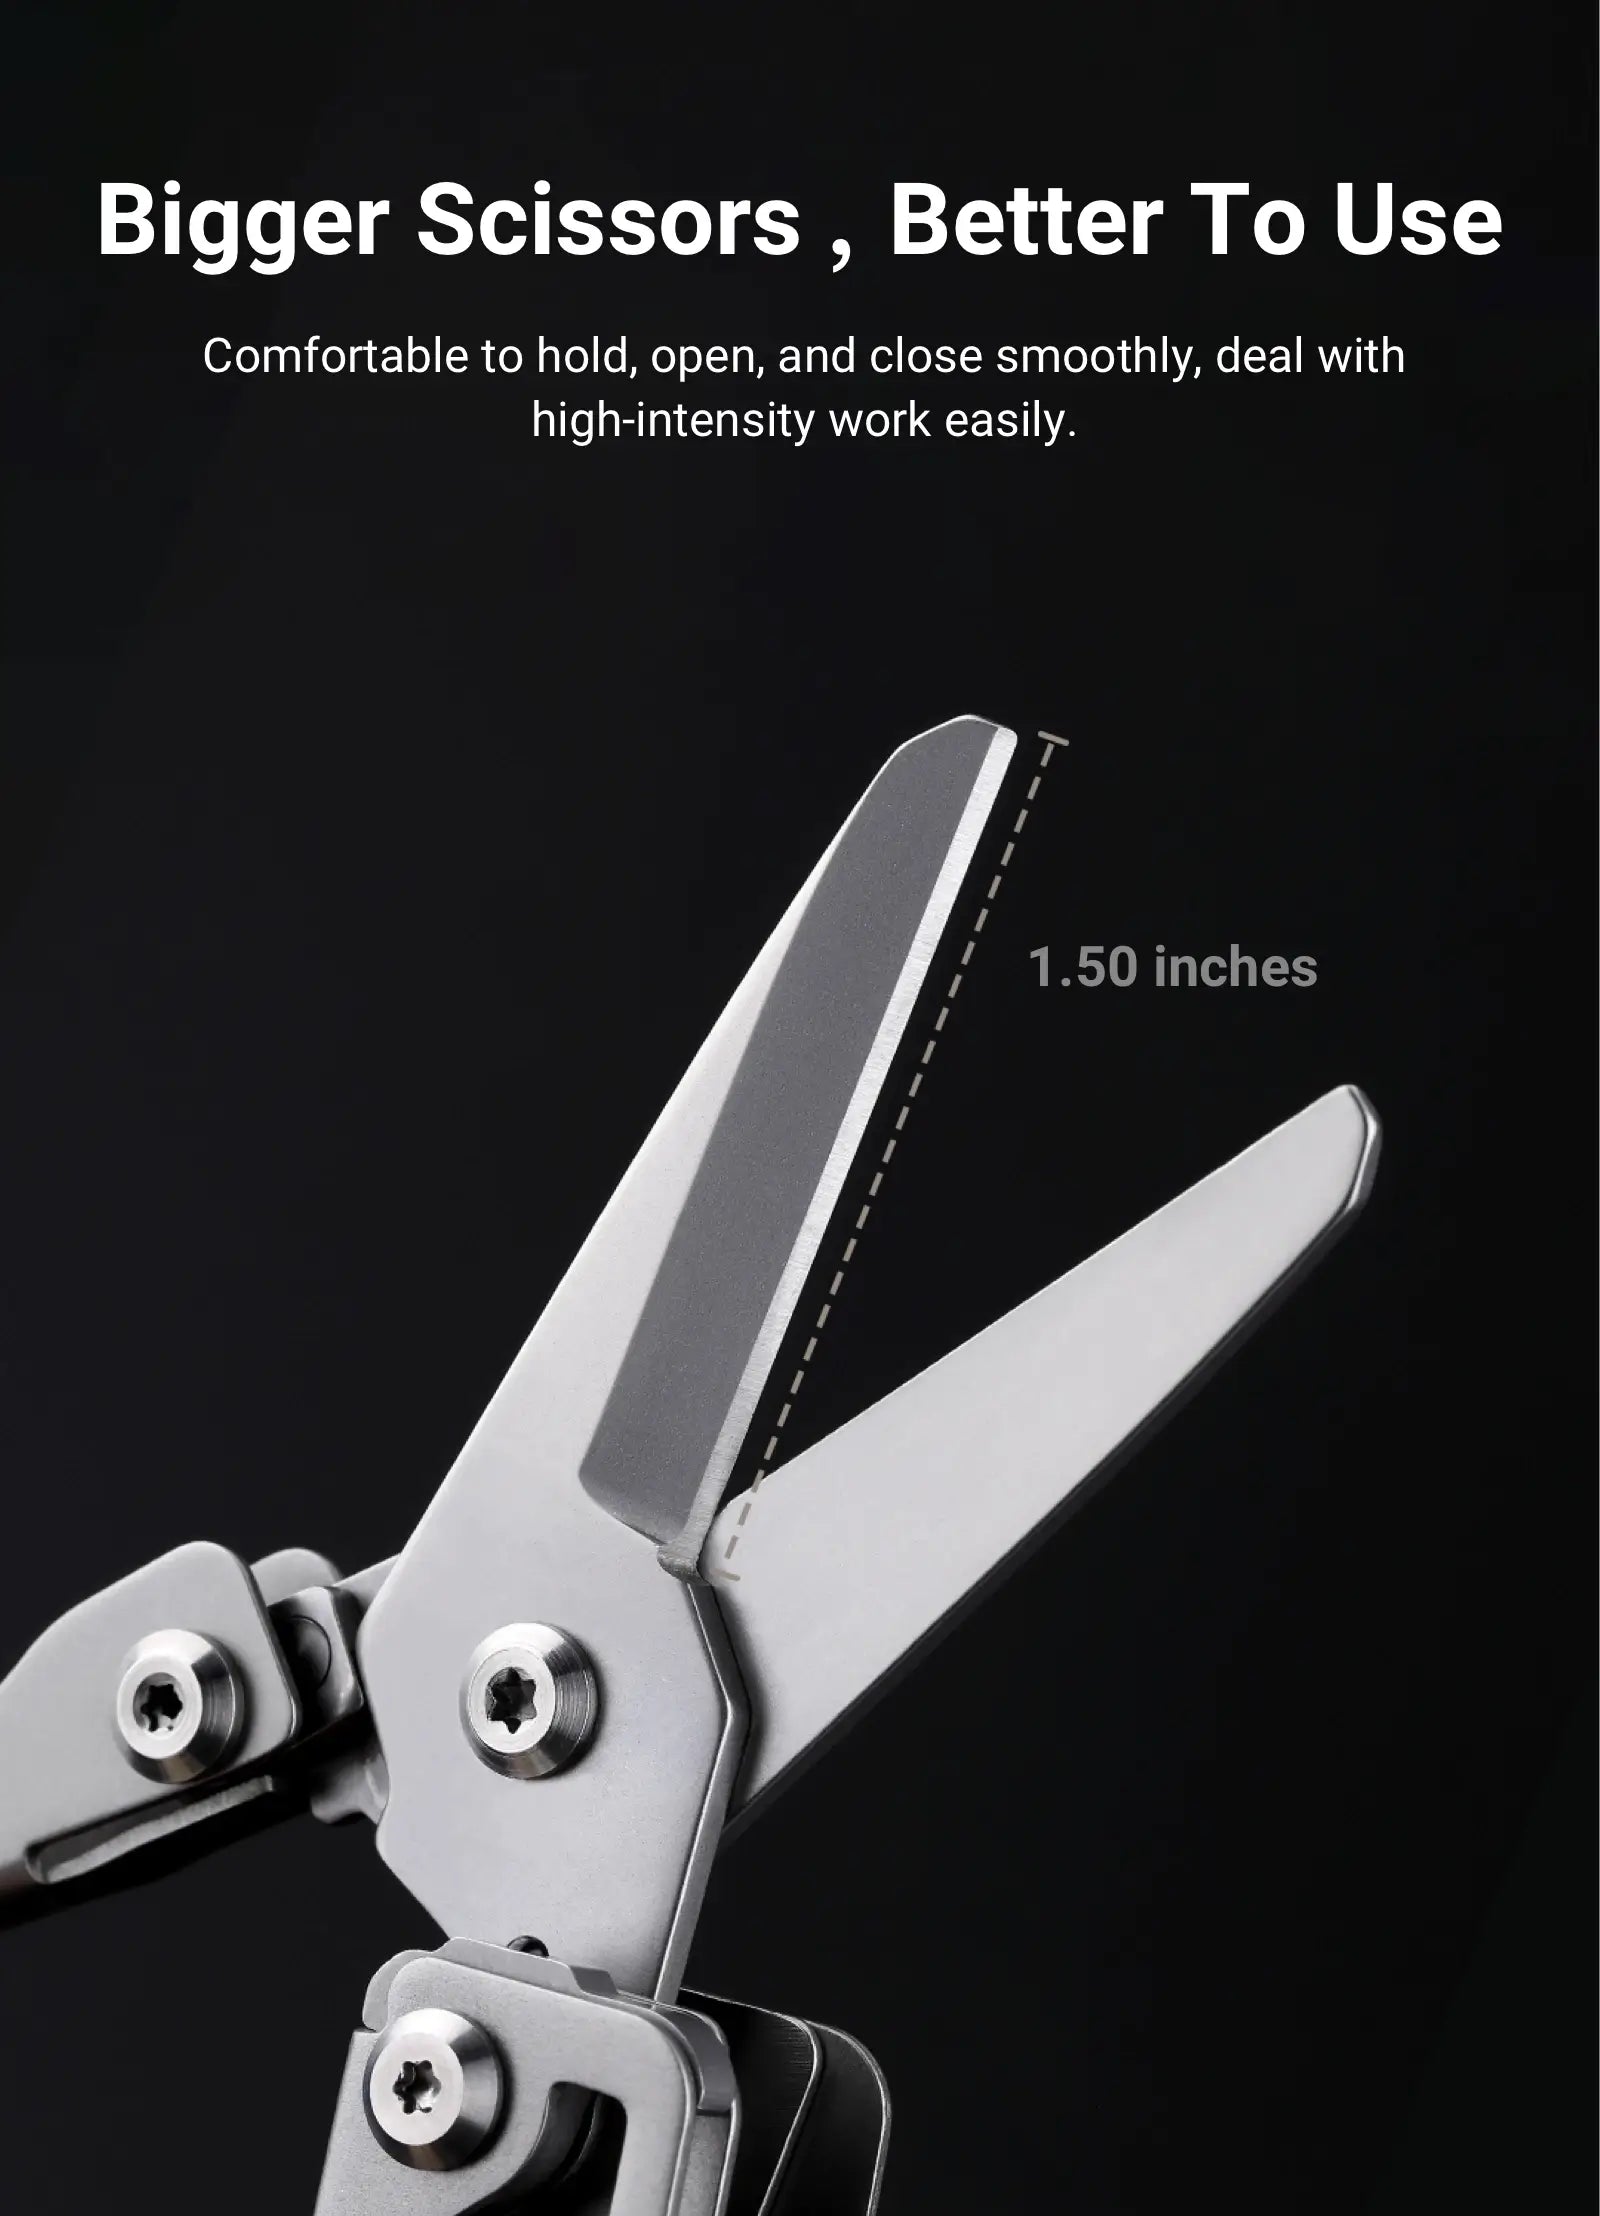 Bigger Scissors , Better To Use
Comfortable to hold, open, and close smoothly, deal with
high-intensity work easily.
1.50 inches